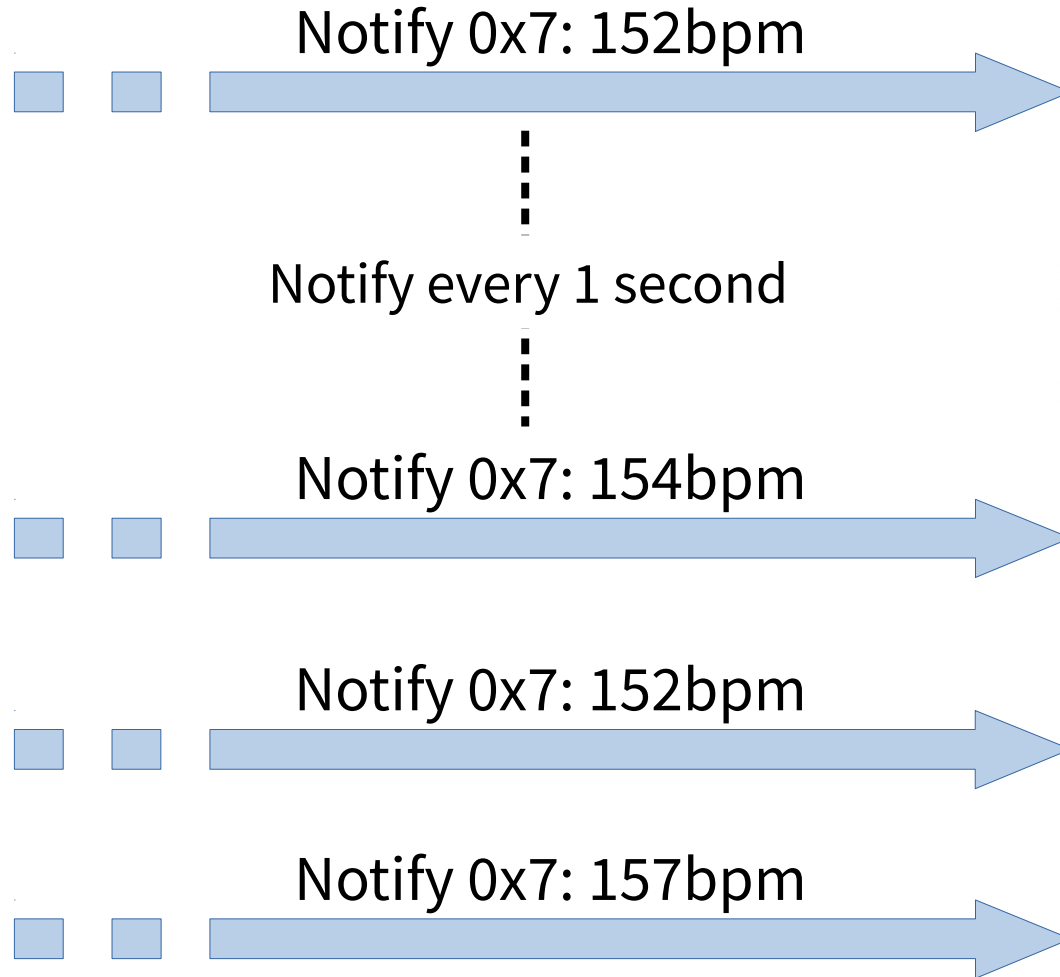 Notify 0x7: 152bpm
Notify every 1 second
Notify 0x7: 154bpm
Notify 0x7: 152bpm
Notify 0x7: 157bpm